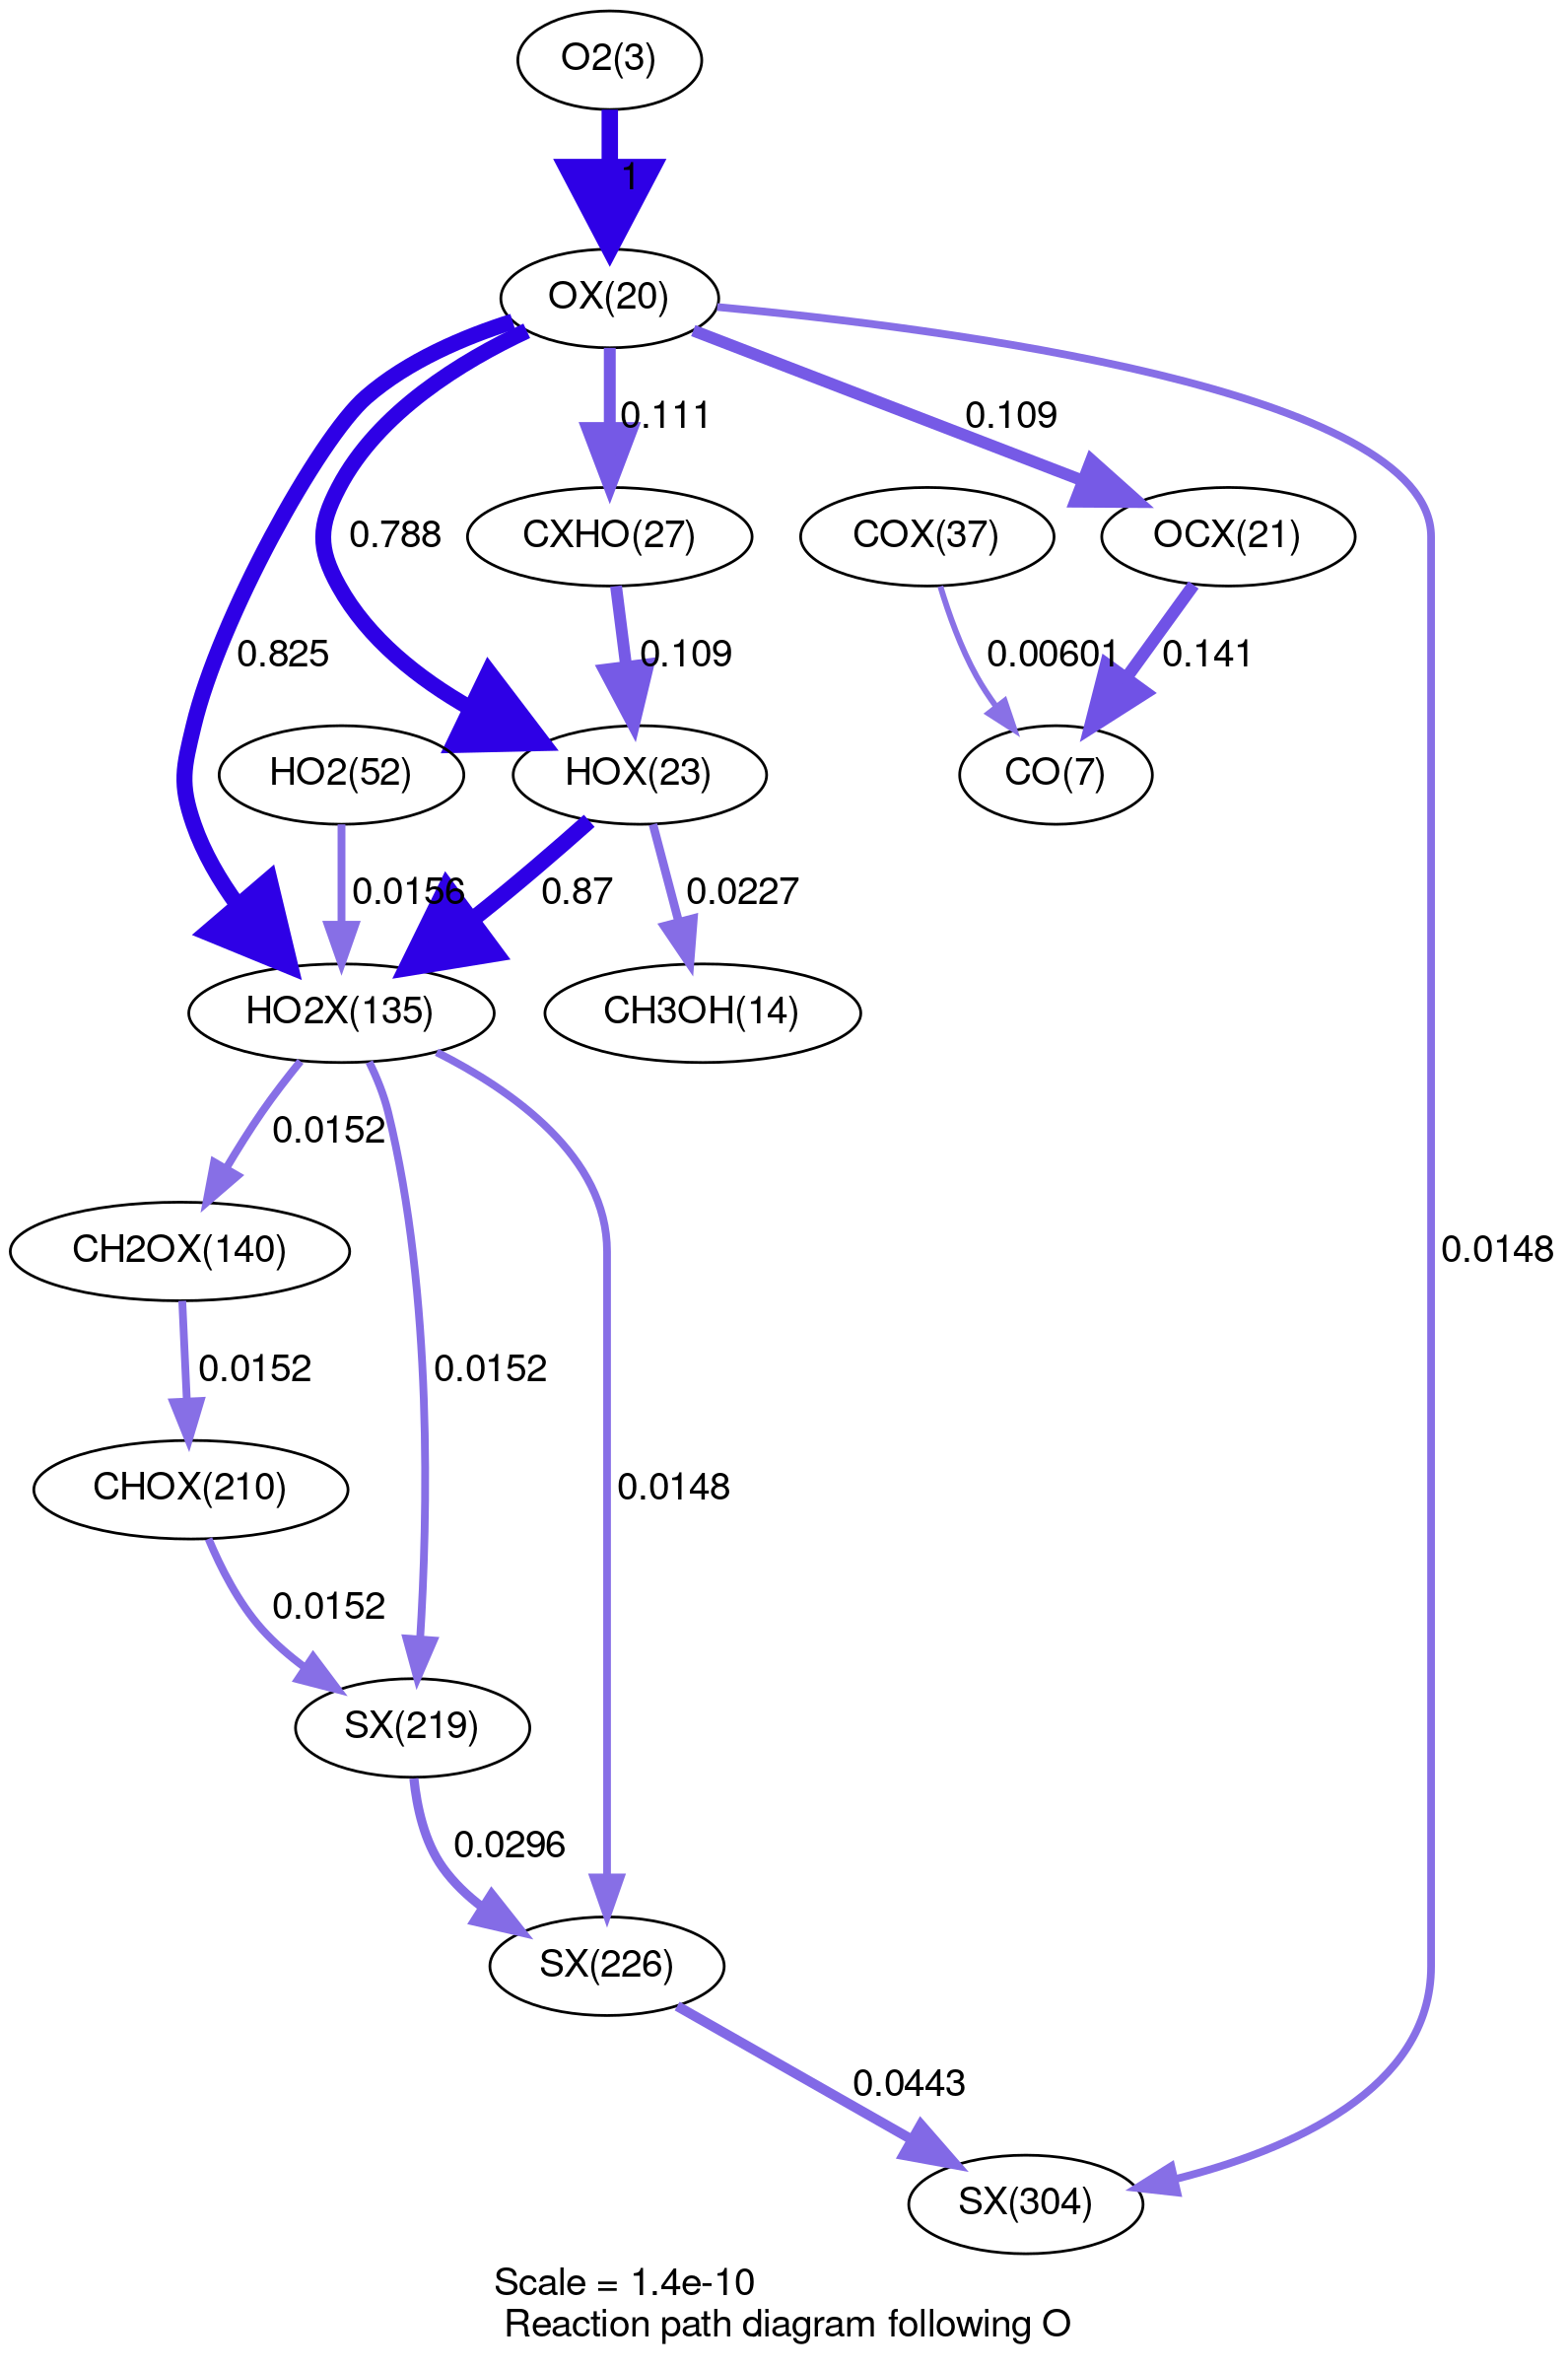 O2(3)
1
OX(20)
0.111
0.109
0.788
CXHO(27)
COX(37)
OCX(21)
0.825
0.109
0.00601
0.141
HO2(52)
HOX(23)
CO(7)
0.0156
0.87
0.0227
HO2X(135)
CH3OH(14)
0.0152
CH2OX(140)
0.0148
0.0152
0.0152
CHOX(210)
0.0148
0.0152
SX(219)
0.0296
SX(226)
0.0443
SX(304)
Scale = 1.4e-10
Reaction path diagram following O